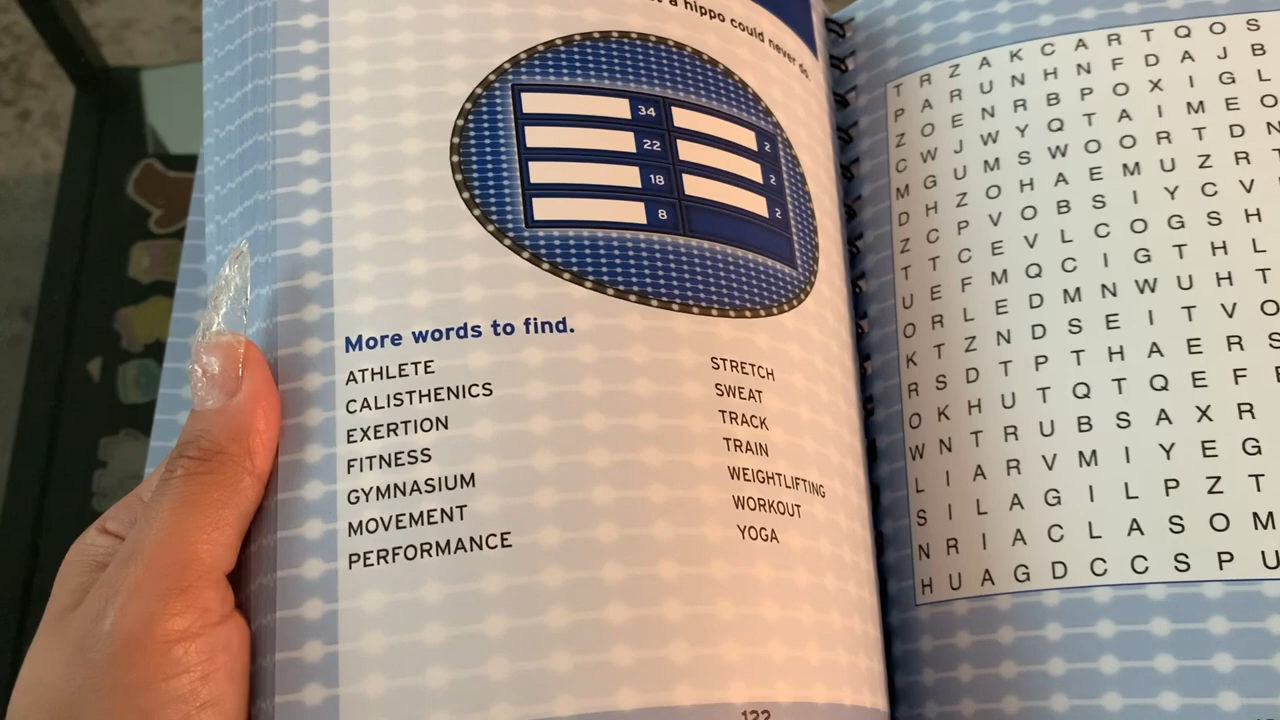 a hippo could never do.
34
22
18
8
2
2
2
More words to find.
ATHLETE
CALISTHENICS
EXERTION
FITNESS
GYMNASIUM
MOVEMENT
PERFORMANCE
STRETCH
SWEAT
TRACK
TRAIN
WEIGHTLIFTING
WORKOUT
YOGA
122
T R Z A K C A R T Q O S
P A R U N H N F D A J B
Z O E N R B P O X I G L
C W J W Y Q T A I M E O
M G U M S W O O R T D N
D H Z O H A E M U Z R T
Z C P V O B S I Y C V
T T C E V L C O G S H
U E F M Q C I G T H L
O R L E D M N W U H T
K T Z N D S E I T V O
R S D T P T H A E R S
O K H U T Q T Q E F
W N T R U B S A X R
L I A R V M I Y E G
S I L A G I L P Z T
N R I A C L A S O M
H U A G D C C S P U